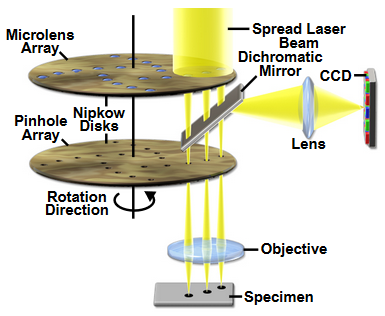 Microlens
Array
Spread Laser
Beam
Dichromatic
Mirror
CCD
Nipkow
Disks
Pinhole
Array
Lens
Rotation
Direction
Objective
Specimen